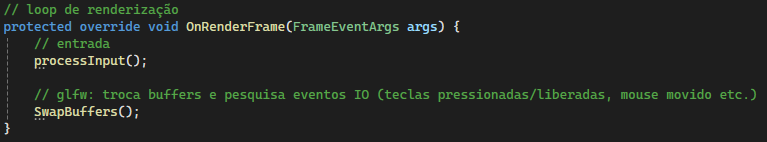 // loop de renderização
protected override void OnRenderFrame(FrameEventArgs args) {
// entrada
processInput();
// glfw: troca buffers e pesquisa eventos IO (teclas pressionadas/liberadas, mouse movido etc.)
SwapBuffers();
}